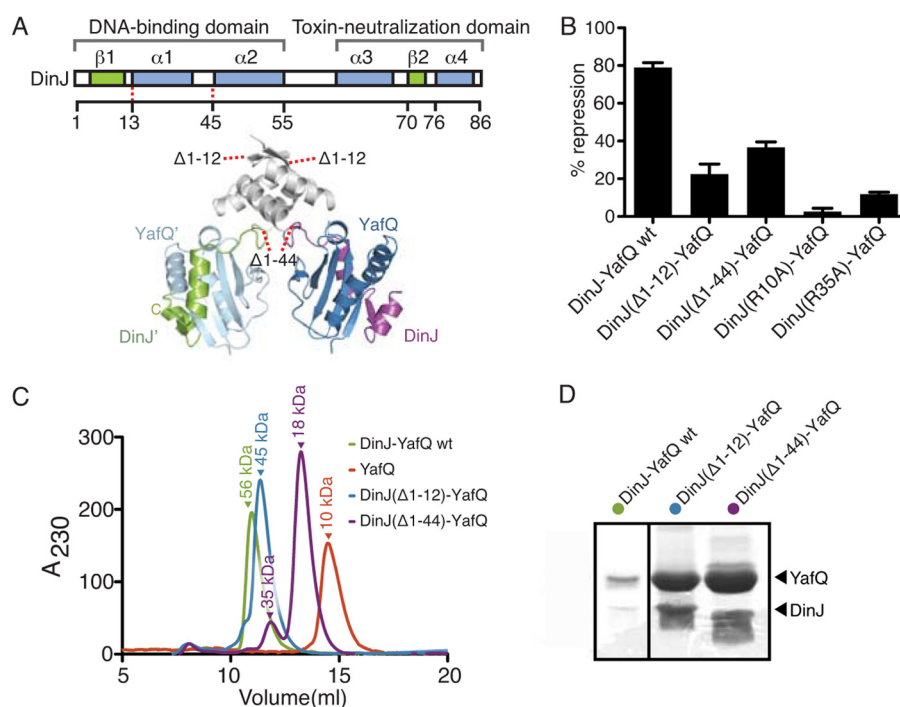 A
DNA-binding domain
Toxin-neutralization domain
β1 α1 α2 α3 β2 α4
DinJ
1 13 45 55 70 76 86
Δ1-12 Δ1-12
YafQ' YafQ
Δ1-44
C
DinJ' DinJ
B
% repression
100
80
60
40
20
0
DinJ-YafQ wt
DinJ(Δ1-12)-YafQ
DinJ(Δ1-44)-YafQ
DinJ(R10A)-YafQ
DinJ(R35A)-YafQ
C
A230
300
200
100
0
5 10 15 20
Volume(ml)
56 kDa
45 kDa
35 kDa
18 kDa
10 kDa
DinJ-YafQ wt
YafQ
DinJ(Δ1-12)-YafQ
DinJ(Δ1-44)-YafQ
D
DinJ-YafQ wt
DinJ(Δ1-12)-YafQ
DinJ(Δ1-44)-YafQ
YafQ
DinJ